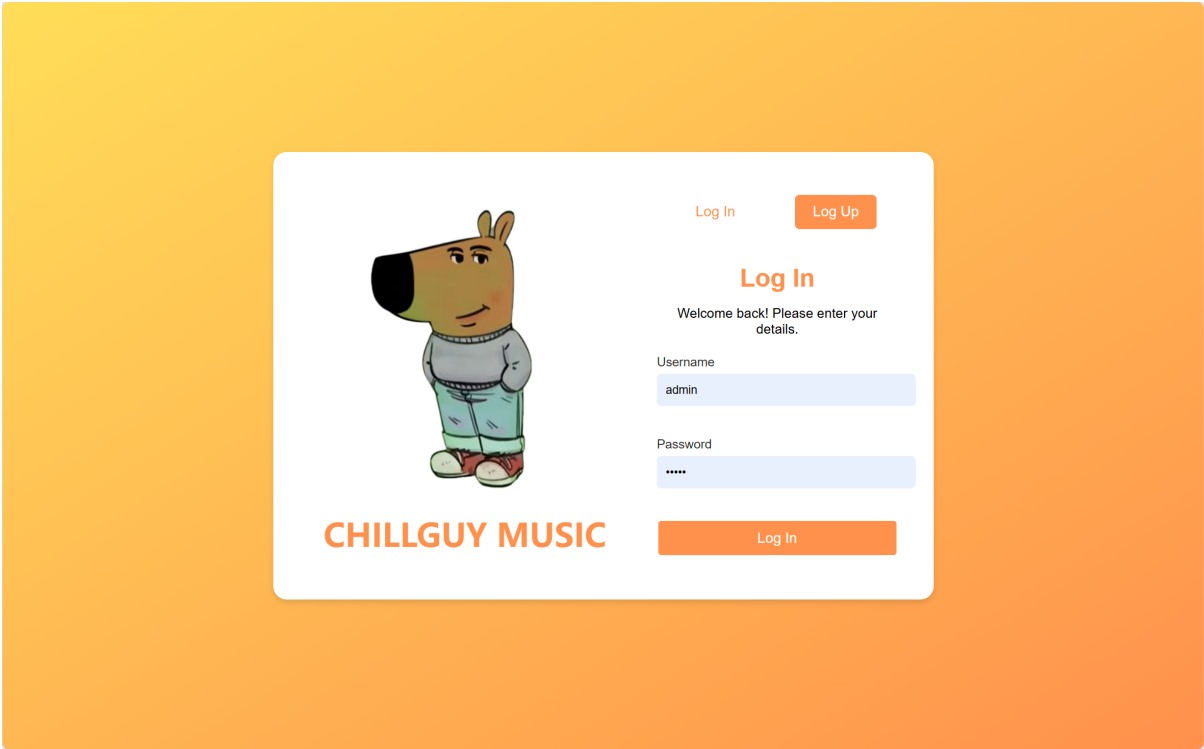 Log In
Log Up
Log In
Welcome back! Please enter your
details.
Username
admin
Password
•••••
Log In
CHILLGUY MUSIC